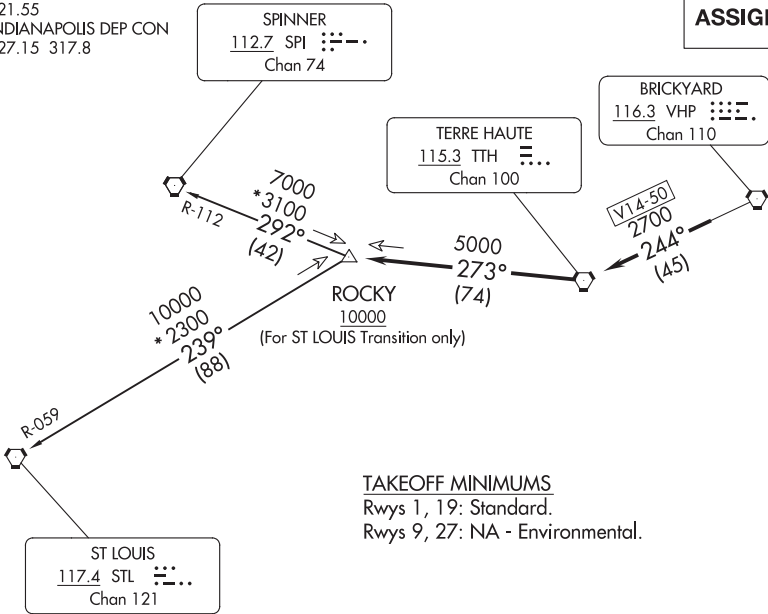 21.55
NDIANAPOLIS DEP CON
27.15 317.8
ASSIG
SPINNER
112.7 SPI
Chan 74
BRICKYARD
116.3 VHP
Chan 110
TERRE HAUTE
115.3 TTH
Chan 100
V14-50
2700
244°
(45)
R-112
7000
*3100
292°
(42)
5000
273°
(74)
ROCKY
10000
(For ST LOUIS Transition only)
10000
*2300
239°
(88)
R-059
TAKEOFF MINIMUMS
Rwys 1, 19: Standard.
Rwys 9, 27: NA - Environmental.
ST LOUIS
117.4 STL
Chan 121